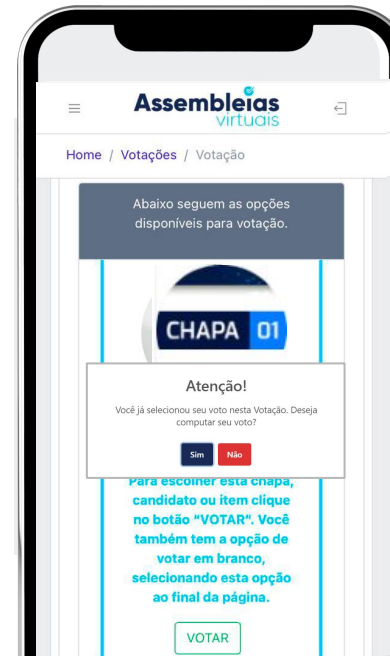 Assembleias
virtuais
Home / Votações / Votação
Abaixo seguem as opções
disponíveis para votação.
CHAPA 01
Atenção!
Você já selecionou seu voto nesta Votação. Deseja
computar seu voto?
Sim Não
Para escolher esta chapa,
candidato ou item clique
no botão "VOTAR". Você
também tem a opção de
votar em branco,
selecionando esta opção
ao final da página.
VOTAR